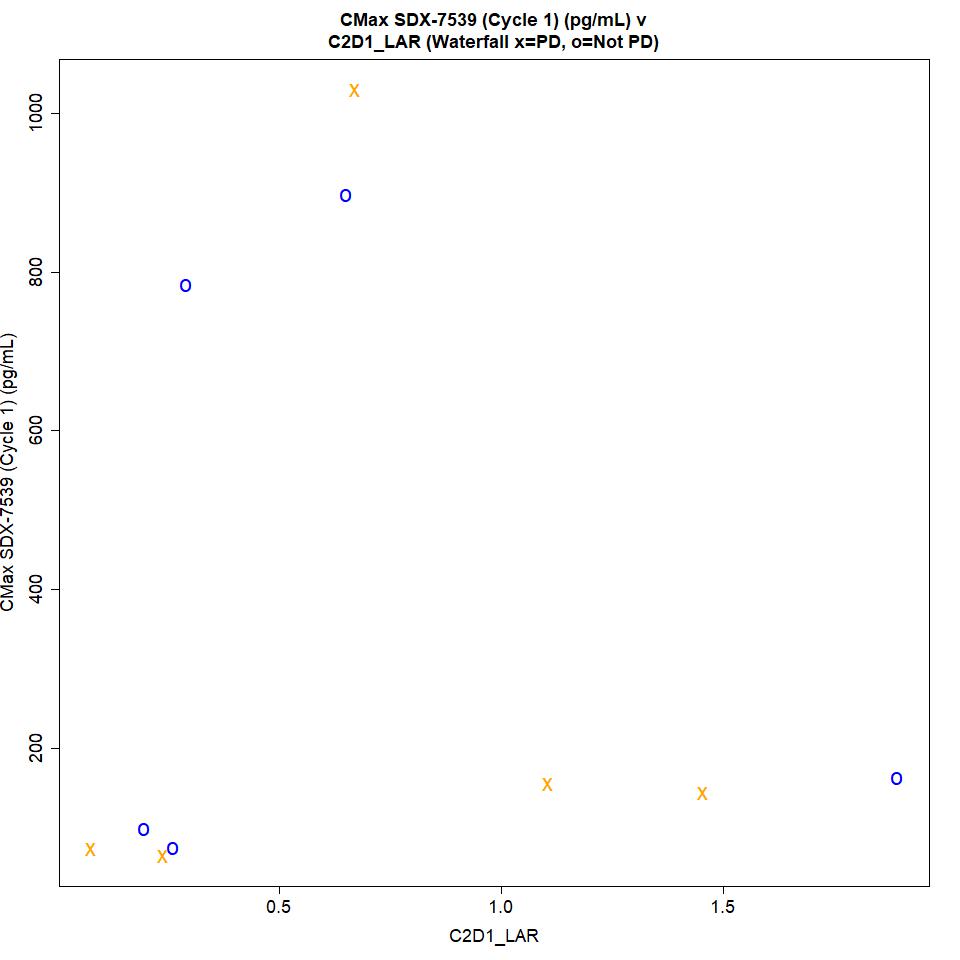 CMax SDX-7539 (Cycle 1) (pg/mL) v
C2D1_LAR (Waterfall x=PD, o=Not PD)
CMax SDX-7539 (Cycle 1) (pg/mL)
1000
800
600
400
200
X
O
O
X
X
O
O
O
X
X
0.5
1.0
1.5
C2D1_LAR